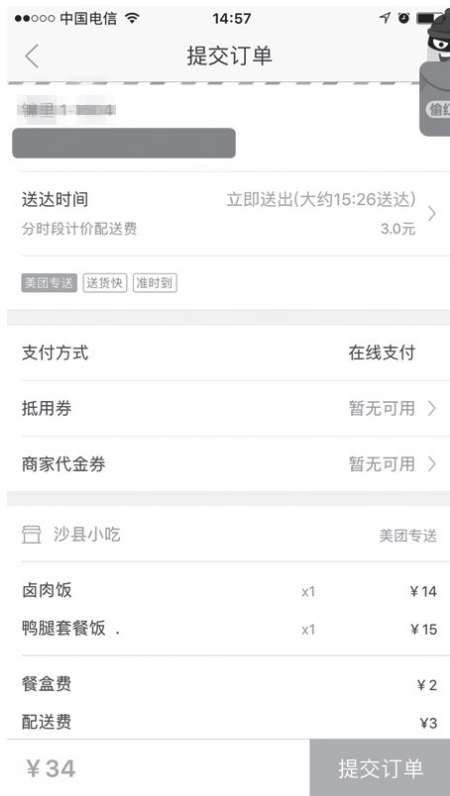 中国电信 14:57
提交订单
偷红
送达时间 立即送出(大约15:26送达)
分时段计价配送费 3.0元
美团专送 送货快 准时到
支付方式 在线支付
抵用券 暂无可用
商家代金券 暂无可用
沙县小吃 美团专送
卤肉饭 x1 ¥14
鸭腿套餐饭 . x1 ¥15
餐盒费 ¥2
配送费 ¥3
¥34 提交订单